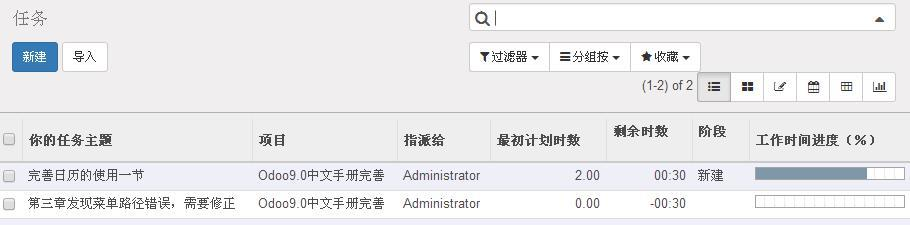 任务
新建 导入
过滤器 分组按 收藏
(1-2) of 2
你的任务主题 项目 指派给 最初计划时数 剩余时数 阶段 工作时间进度（%）
完善日历的使用一节 Odoo9.0中文手册完善 Administrator 2.00 00:30 新建
第三章发现菜单路径错误，需要修正 Odoo9.0中文手册完善 Administrator 0.00 -00:30